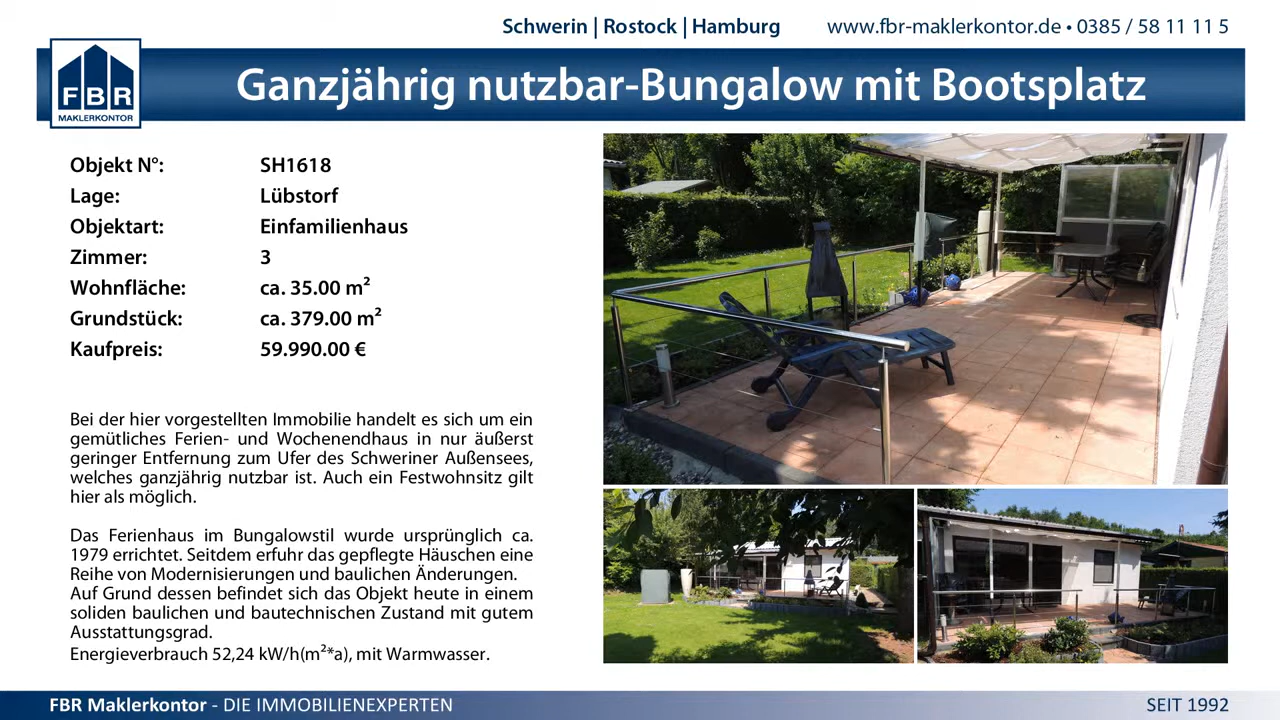 Schwerin | Rostock | Hamburg www.fbr-maklerkontor.de • 0385 / 58 11 11 5
FBR
MAKLERKONTOR
Ganzjährig nutzbar-Bungalow mit Bootsplatz
Objekt N°: SH1618
Lage: Lübstorf
Objektart: Einfamilienhaus
Zimmer: 3
Wohnfläche: ca. 35.00 m²
Grundstück: ca. 379.00 m²
Kaufpreis: 59.990.00 €
Bei der hier vorgestellten Immobilie handelt es sich um ein
gemütliches Ferien- und Wochenendhaus in nur äußerst
geringer Entfernung zum Ufer des Schweriner Außensees,
welches ganzjährig nutzbar ist. Auch ein Festwohnsitz gilt
hier als möglich.
Das Ferienhaus im Bungalowstil wurde ursprünglich ca.
1979 errichtet. Seitdem erfuhr das gepflegte Häuschen eine
Reihe von Modernisierungen und baulichen Änderungen.
Auf Grund dessen befindet sich das Objekt heute in einem
soliden baulichen und bautechnischen Zustand mit gutem
Ausstattungsgrad.
Energieverbrauch 52,24 kW/h(m²*a), mit Warmwasser.
FBR Maklerkontor - DIE IMMOBILIENEXPERTEN SEIT 1992